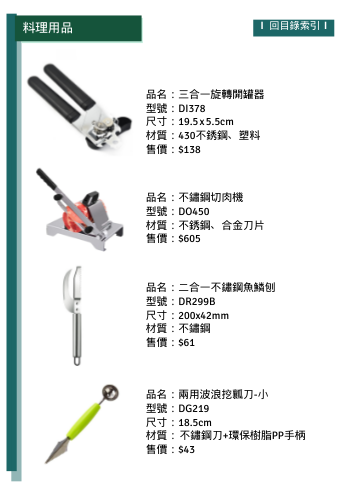 料理用品
I 回目錄索引 I
品名：三合一旋轉開罐器
型號：DI378
尺寸：19.5x5.5cm
材質：430不銹鋼、塑料
售價：$138
品名：不鏽鋼切肉機
型號：DO450
材質：不銹鋼、合金刀片
售價：$605
品名：二合一不鏽鋼魚鱗刨
型號：DR299B
尺寸：200x42mm
材質：不鏽鋼
售價：$61
品名：兩用波浪挖瓢刀-小
型號：DG219
尺寸：18.5cm
材質： 不鏽鋼刀+環保樹脂PP手柄
售價：$43